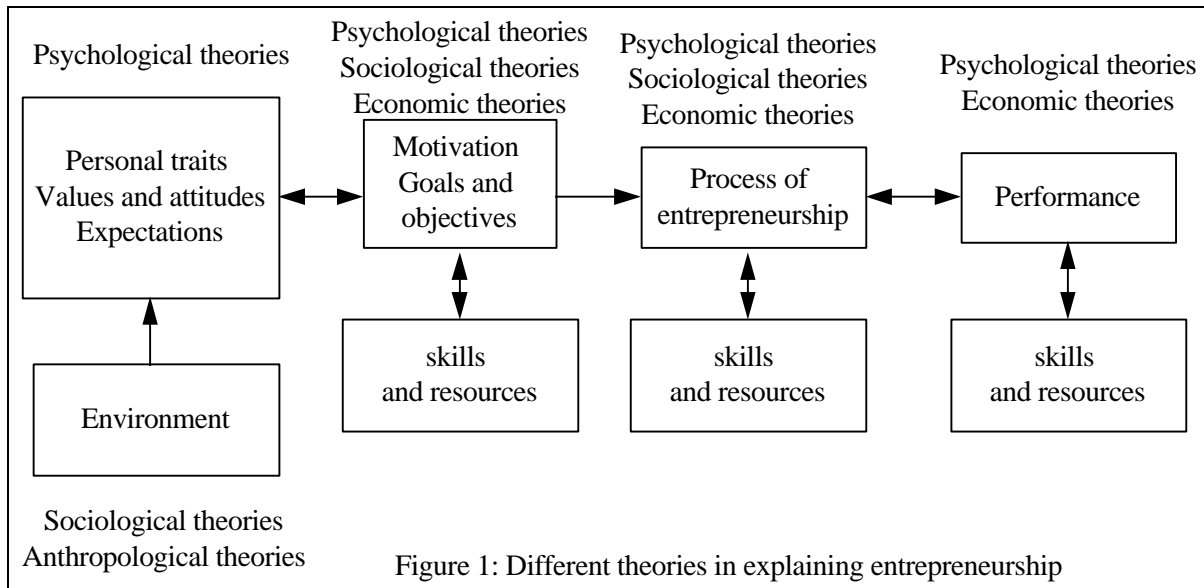 Psychological theories
Personal traits
Values and attitudes
Expectations
Environment
Sociological theories
Anthropological theories
Psychological theories
Sociological theories
Economic theories
Motivation
Goals and
objectives
skills
and resources
Psychological theories
Sociological theories
Economic theories
Process of
entrepreneurship
skills
and resources
Psychological theories
Economic theories
Performance
skills
and resources
Figure 1: Different theories in explaining entrepreneurship